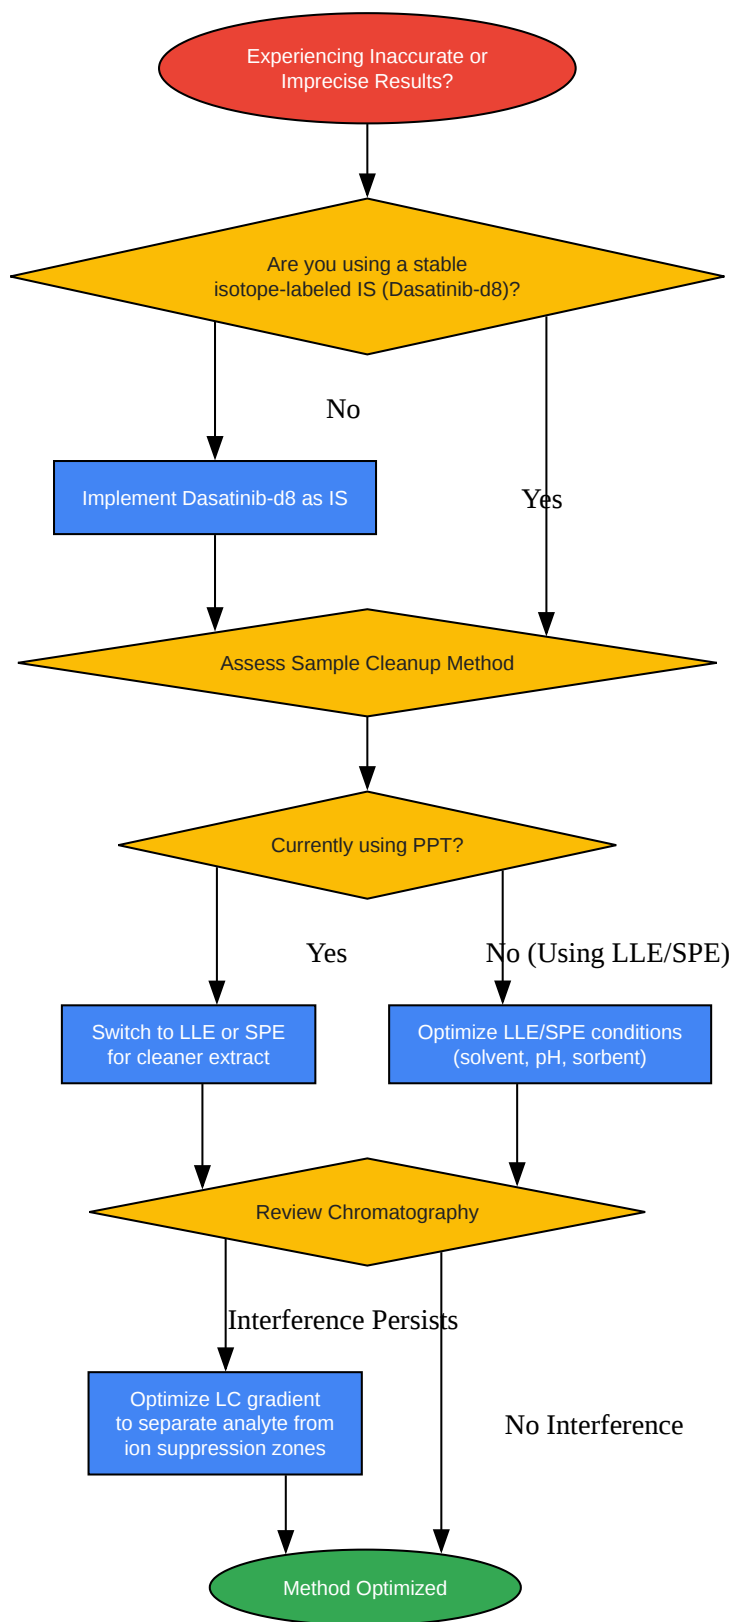 Experiencing Inaccurate or
Imprecise Results?
Are you using a stable
isotope-labeled IS (Dasatinib-d8)?
No
Implement Dasatinib-d8 as IS
Yes
Assess Sample Cleanup Method
Currently using PPT?
Yes
No (Using LLE/SPE)
Switch to LLE or SPE
for cleaner extract
Optimize LLE/SPE conditions
(solvent, pH, sorbent)
Review Chromatography
Interference Persists
Optimize LC gradient
to separate analyte from
ion suppression zones
No Interference
Method Optimized